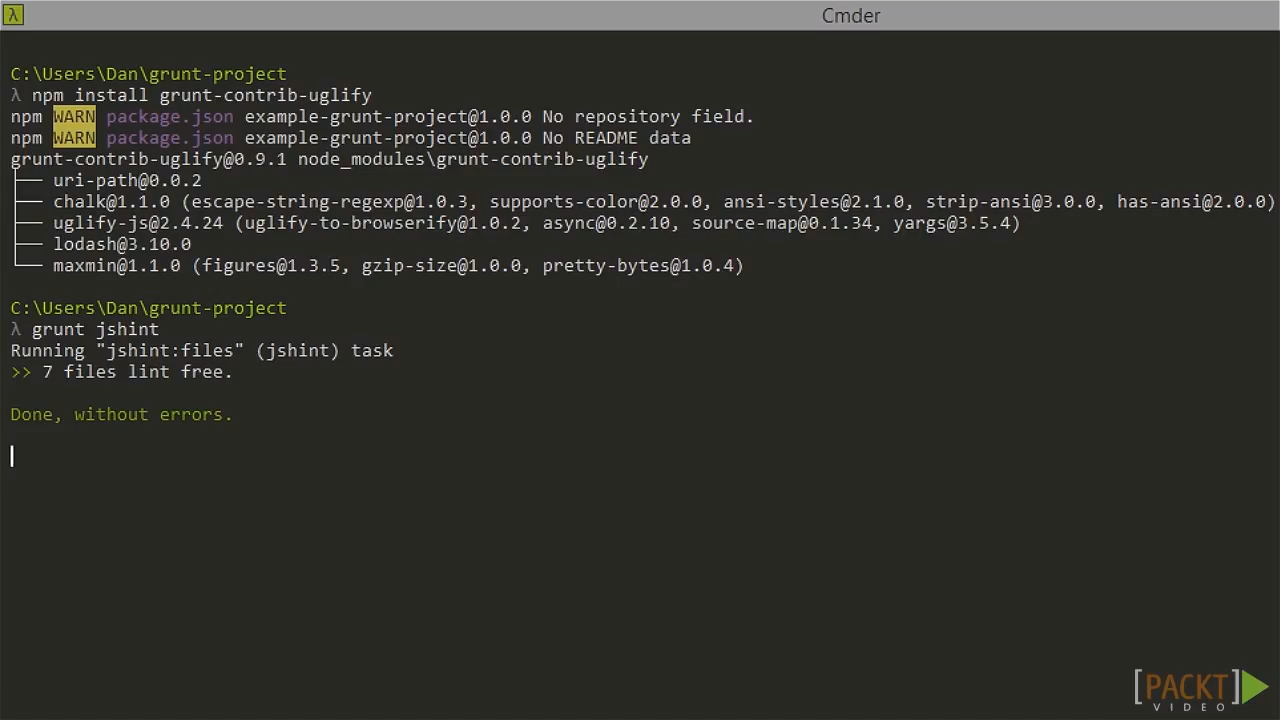 λ
Cmder
C:\Users\Dan\grunt-project
λ npm install grunt-contrib-uglify
npm WARN package.json example-grunt-project@1.0.0 No repository field.
npm WARN package.json example-grunt-project@1.0.0 No README data
grunt-contrib-uglify@0.9.1 node_modules\grunt-contrib-uglify
├── uri-path@0.0.2
├── chalk@1.1.0 (escape-string-regexp@1.0.3, supports-color@2.0.0, ansi-styles@2.1.0, strip-ansi@3.0.0, has-ansi@2.0.0)
├── uglify-js@2.4.24 (uglify-to-browserify@1.0.2, async@0.2.10, source-map@0.1.34, yargs@3.5.4)
├── lodash@3.10.0
└── maxmin@1.1.0 (figures@1.3.5, gzip-size@1.0.0, pretty-bytes@1.0.4)
C:\Users\Dan\grunt-project
λ grunt jshint
Running "jshint:files" (jshint) task
>> 7 files lint free.
Done, without errors.
[PACKT]
VIDEO